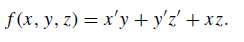 f(x, y, z) = x'y + y'z' + xz.